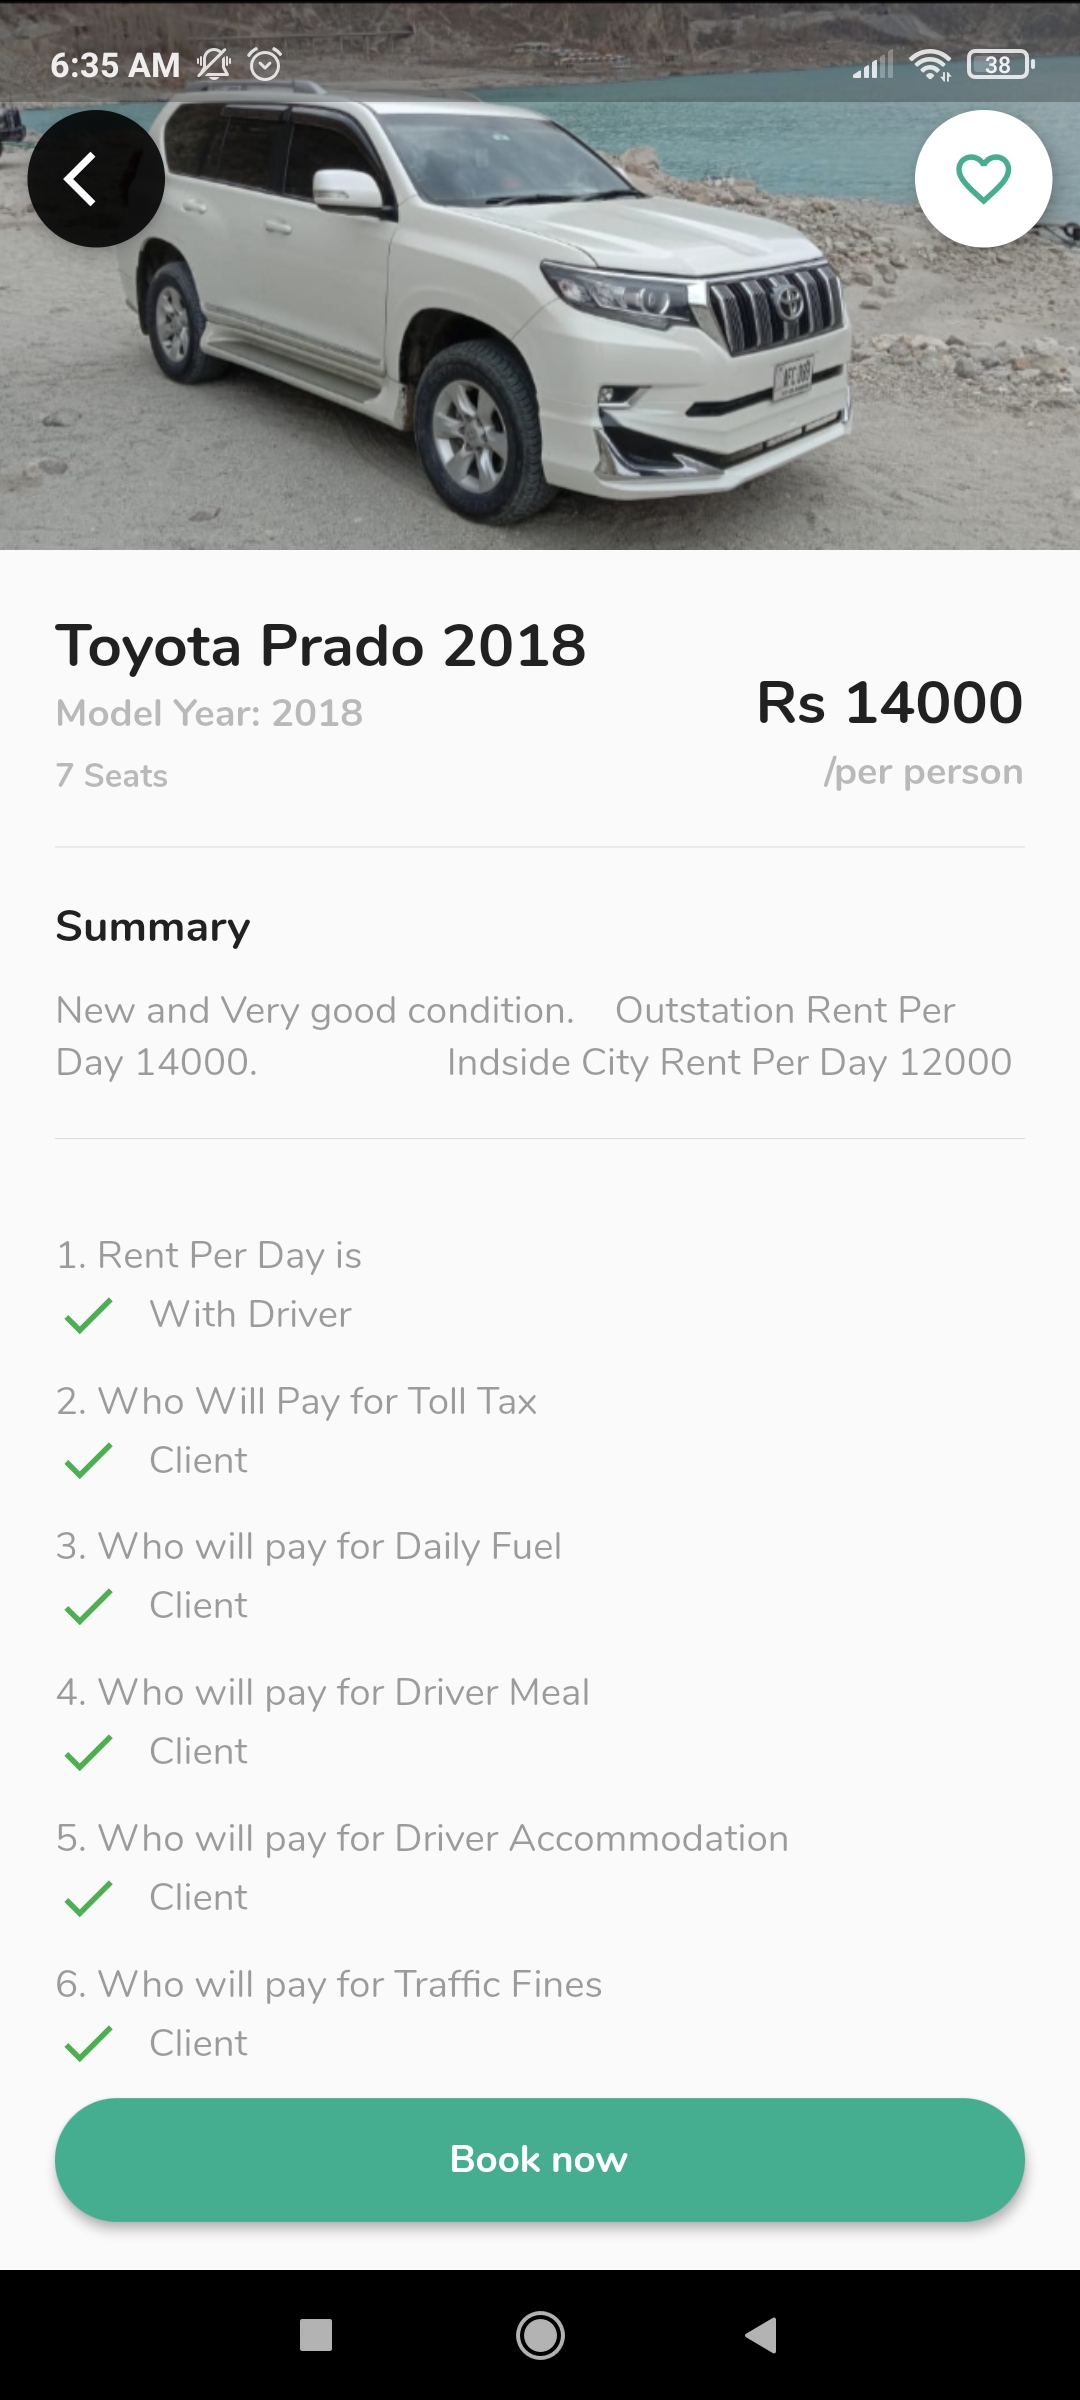 6:35 AM
38
AFC 089
Toyota Prado 2018
Model Year: 2018
Rs 14000
7 Seats
/per person
Summary
New and Very good condition. Outstation Rent Per
Day 14000. Indside City Rent Per Day 12000
1. Rent Per Day is
With Driver
2. Who Will Pay for Toll Tax
Client
3. Who will pay for Daily Fuel
Client
4. Who will pay for Driver Meal
Client
5. Who will pay for Driver Accommodation
Client
6. Who will pay for Traffic Fines
Client
Book now